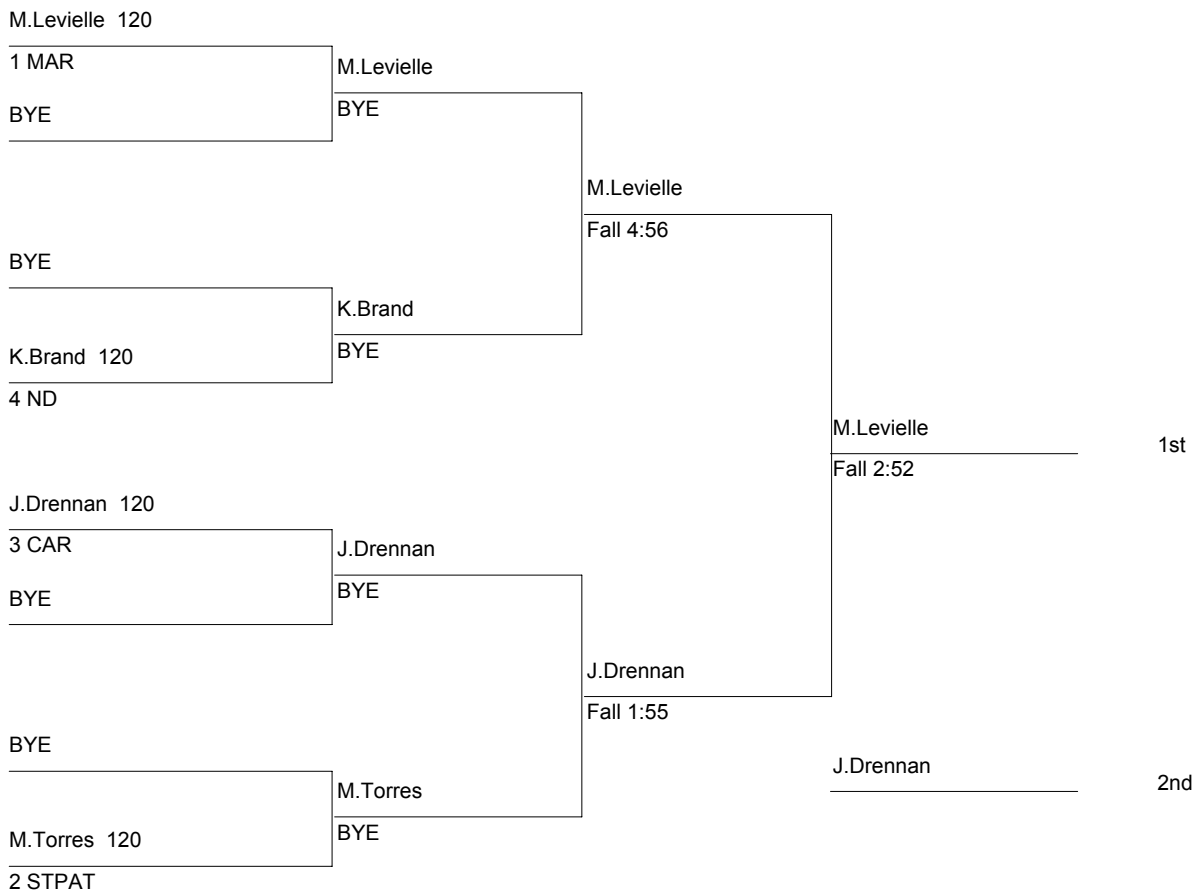 M.Levielle 120
1 MAR
M.Levielle
BYE
BYE
M.Levielle
Fall 4:56
BYE
K.Brand
K.Brand 120
BYE
4 ND
M.Levielle
1st
Fall 2:52
J.Drennan 120
3 CAR
J.Drennan
BYE
BYE
J.Drennan
Fall 1:55
BYE
J.Drennan
2nd
M.Torres
M.Torres 120
BYE
2 STPAT